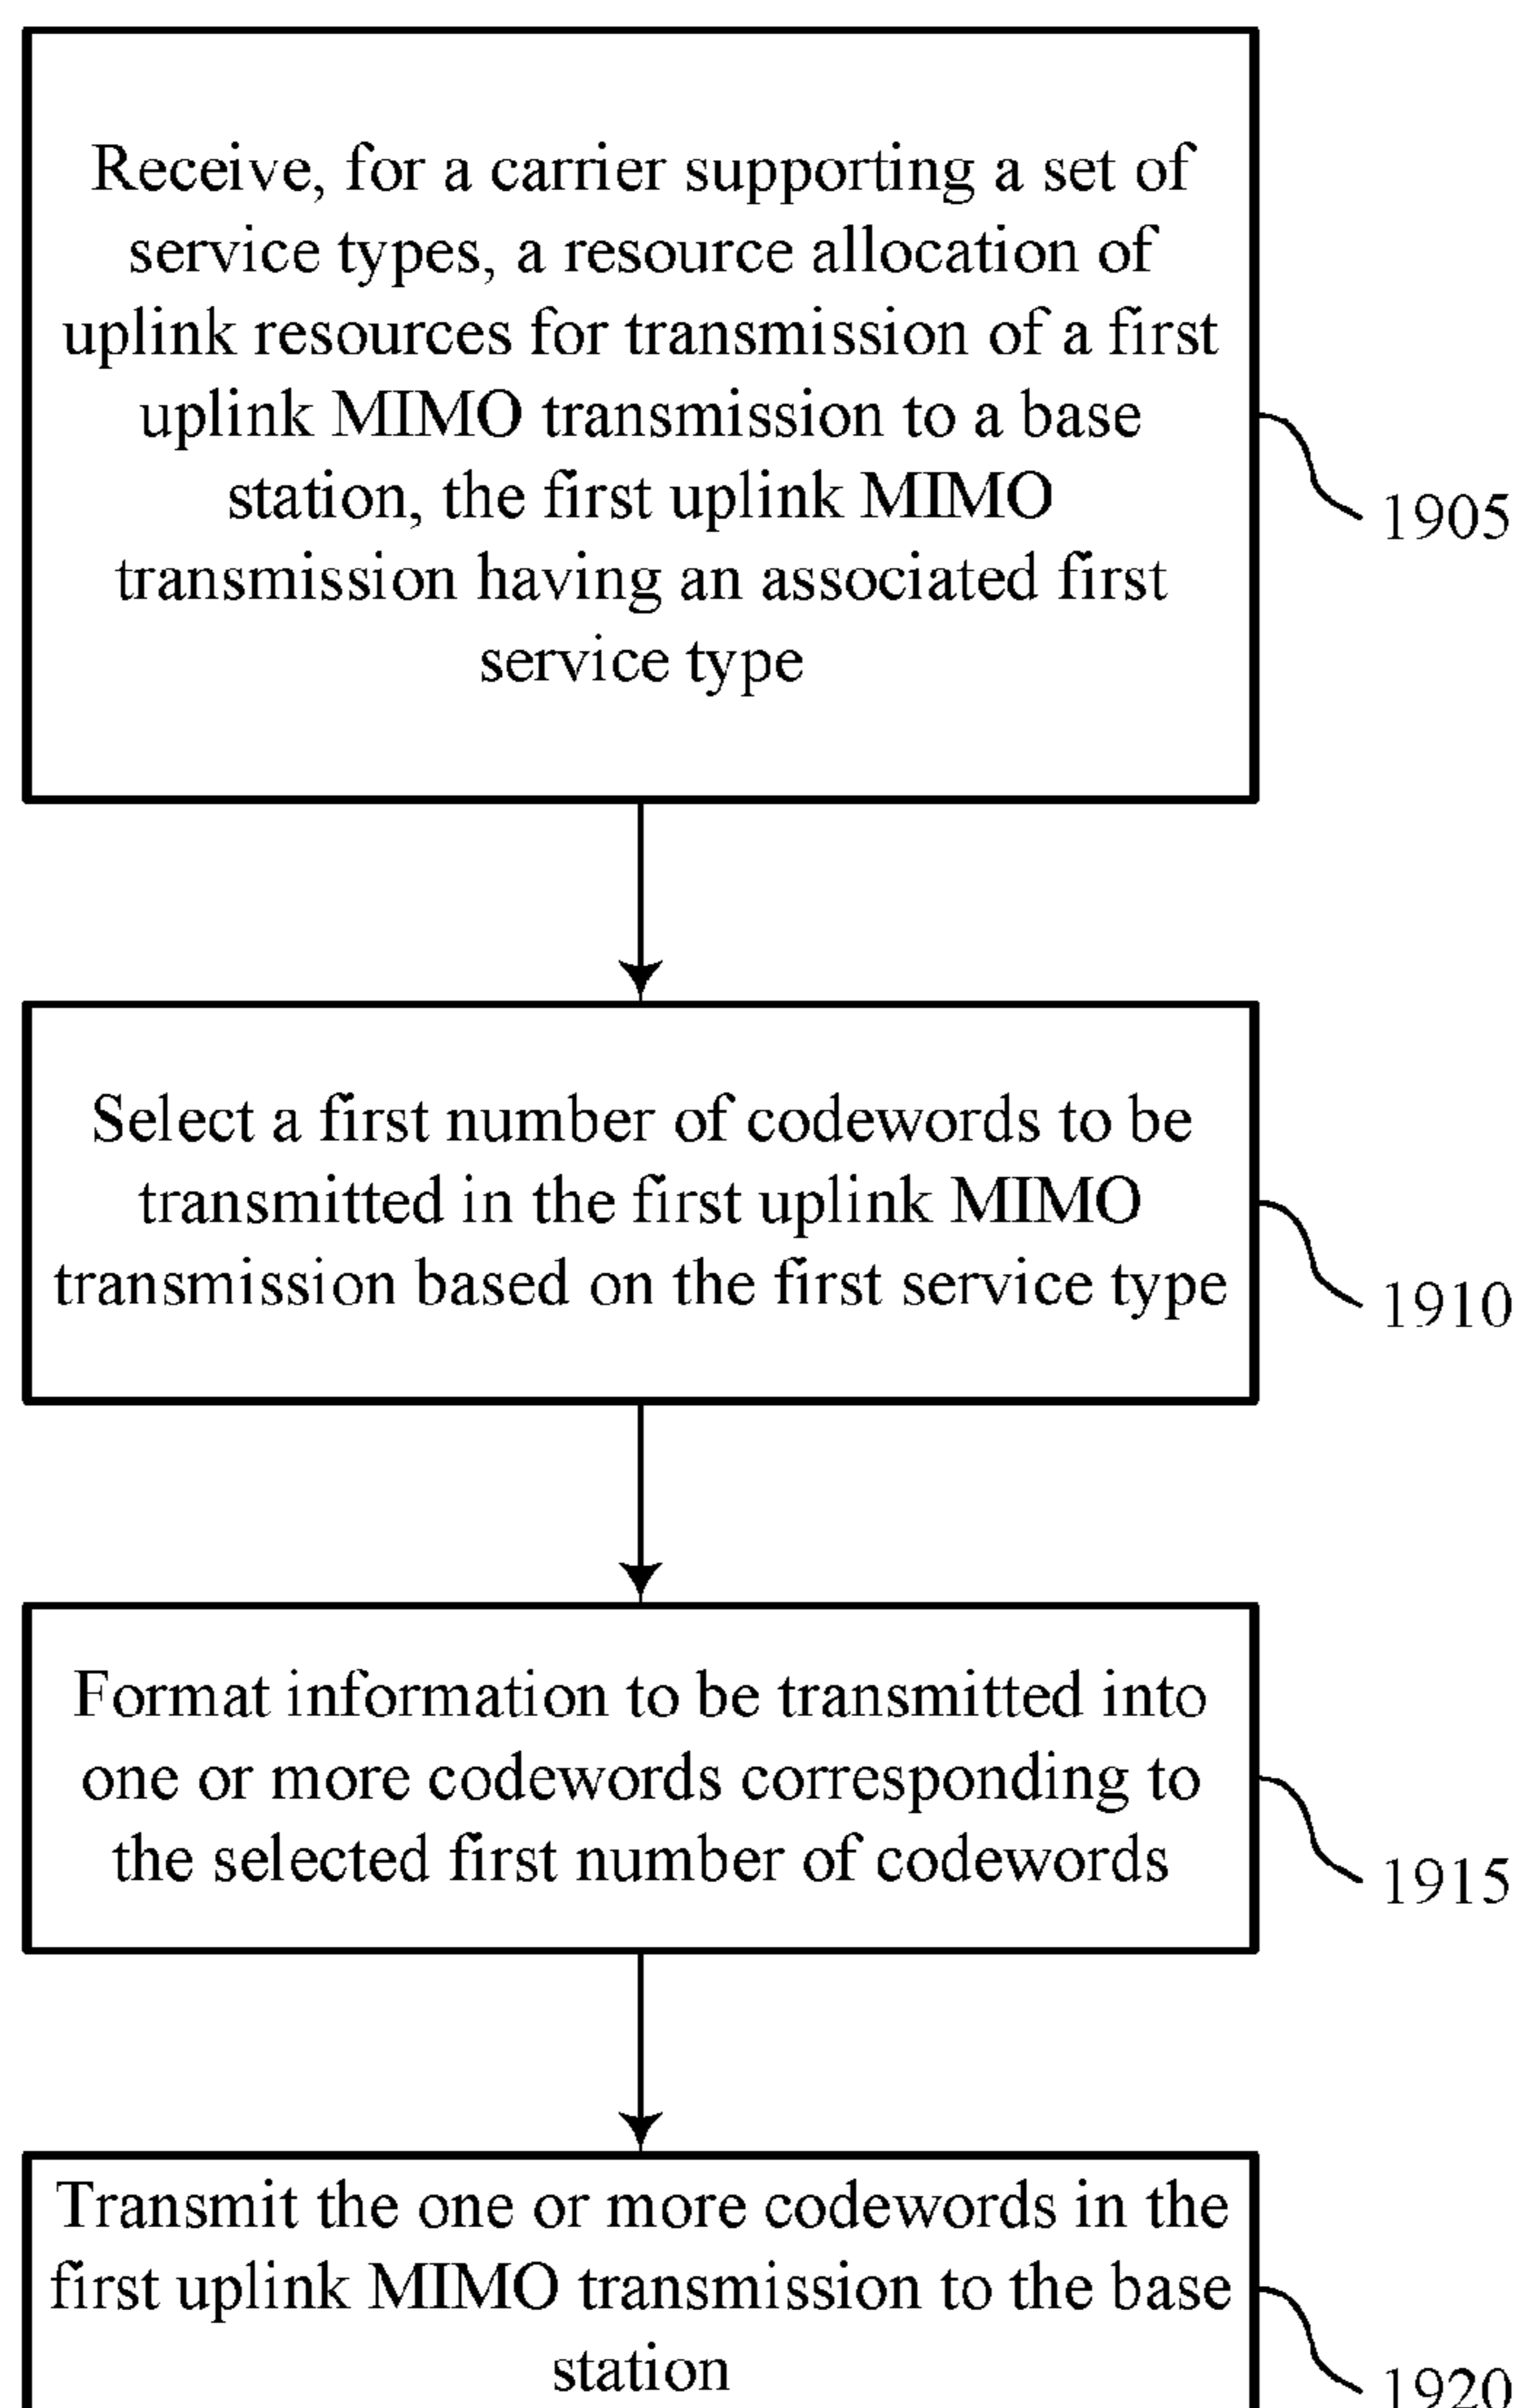 Receive, for a carrier supporting a set of
service types, a resource allocation of
uplink resources for transmission of a first
uplink MIMO transmission to a base
station, the first uplink MIMO
transmission having an associated first
service type
1905
Select a first number of codewords to be
transmitted in the first uplink MIMO
transmission based on the first service type
1910
Format information to be transmitted into
one or more codewords corresponding to
the selected first number of codewords
1915
Transmit the one or more codewords in the
first uplink MIMO transmission to the base
station
1920